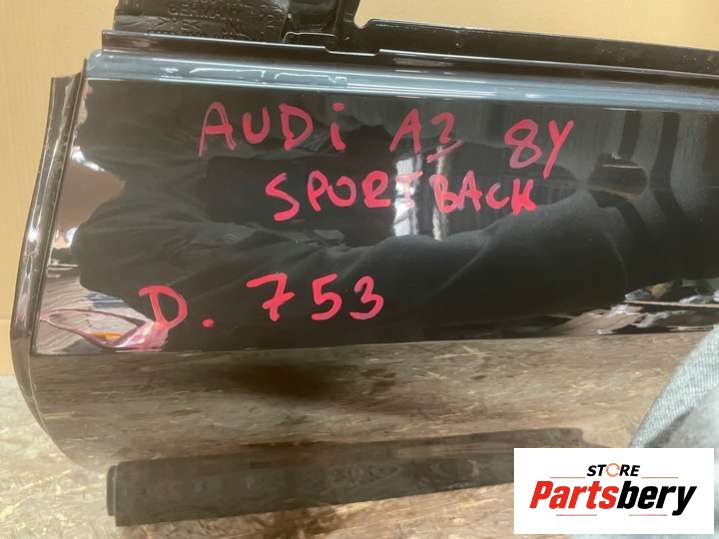 AUDi A3 8Y
SPORTBACK
D. 753
STORE
Partsbery